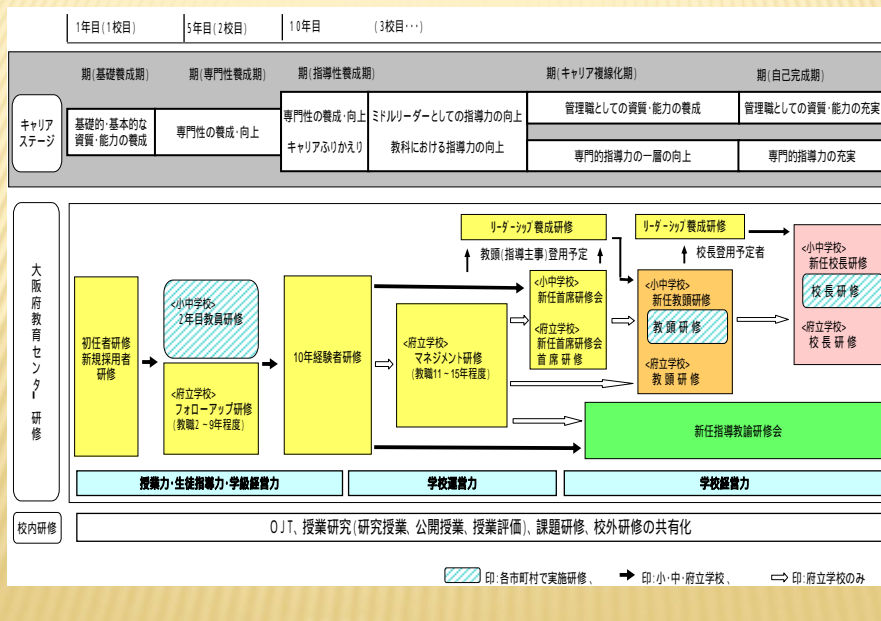 1年目(1校目)
5年目(2校目)
10年目
(3校目･･･)
期(基礎養成期)
期(専門性養成期)
期(指導性養成期)
期(キャリア複線化期)
期(自己完成期)
キャリア
ステージ
基礎的･基本的な
資質･能力の養成
専門性の養成･向上
専門性の養成･向上
キャリアふりかえり
ミドルリーダーとしての指導力の向上
教科における指導力の向上
管理職としての資質･能力の養成
管理職としての資質･能力の充実
専門的指導力の一層の向上
専門的指導力の充実
大阪府教育センター研修
初任者研修
新規採用者
研修
<小中学校>
2年目教員研修
<府立学校>
フォローアップ研修
(教職2～9年程度)
10年経験者研修
<府立学校>
マネジメント研修
(教職11～15年程度)
リーダーシップ養成研修
教頭(指導主事)登用予定
<小中学校>
新任首席研修会
<府立学校>
新任首席研修会
首席研修
リーダーシップ養成研修
校長登用予定者
<小中学校>
新任教頭研修
教頭研修
<府立学校>
教頭研修
<小中学校>
新任校長研修
校長研修
<府立学校>
校長研修
新任指導教諭研修会
授業力･生徒指導力･学級経営力
学校運営力
学校経営力
校内研修
OJT、授業研究(研究授業、公開授業、授業評価)、課題研修、校外研修の共有化
印:各市町村で実施研修、
印:小･中･府立学校、
印:府立学校のみ